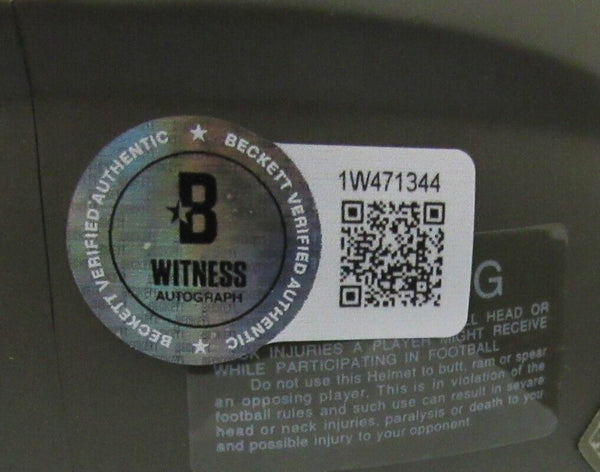 BECKETT VERIFIED AUTHENTIC ★ BECKETT VERIFIED AUTHENTIC ★
B
WITNESS
AUTOGRAPH
1W471344
G
HEAD OR
NECK INJURIES A PLAYER MIGHT RECEIVE
WHILE PARTICIPATING IN FOOTBALL.
Do not use this Helmet to butt, ram or spear
an opposing player. This is in violation of the
football rules and such use can result in severe
head or neck injuries, paralysis or death to you
and possible injury to your opponent.